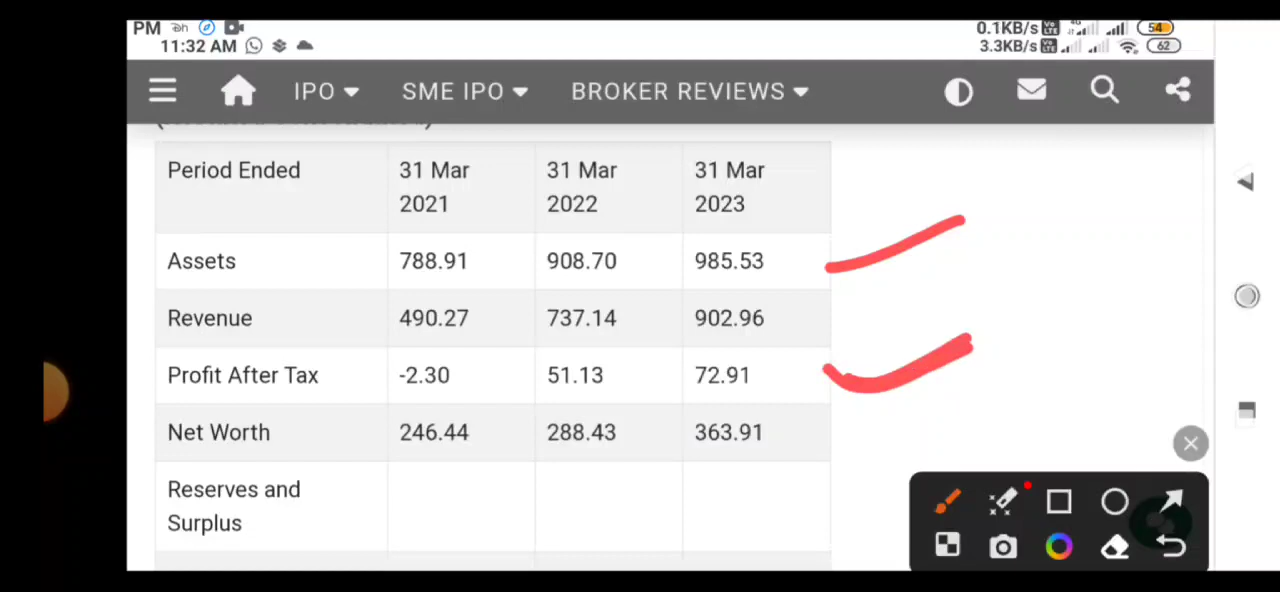 PM
0.1KB/s 4G 54
11:32 AM 3.3KB/s 62
IPO SME IPO BROKER REVIEWS
Period Ended 31 Mar 2021 31 Mar 2022 31 Mar 2023
Assets 788.91 908.70 985.53
Revenue 490.27 737.14 902.96
Profit After Tax -2.30 51.13 72.91
Net Worth 246.44 288.43 363.91
Reserves and
Surplus